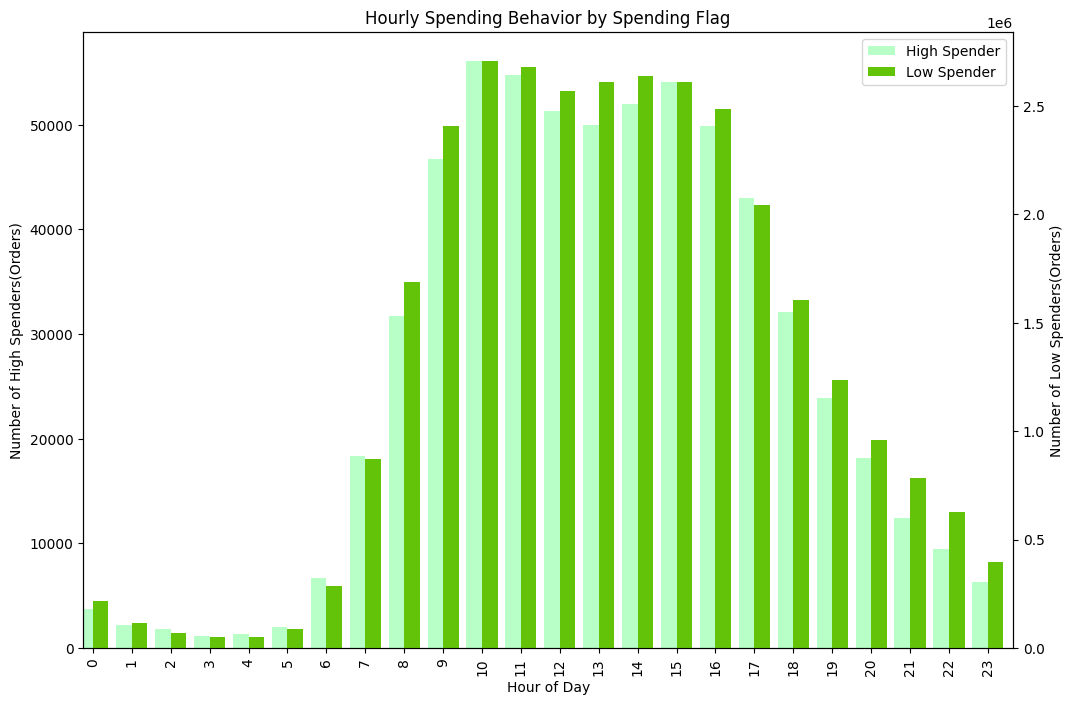 Hourly Spending Behavior by Spending Flag
1e6
High Spender
Low Spender
Number of High Spenders(Orders)
50000
40000
30000
20000
10000
0
Number of Low Spenders(Orders)
2.5
2.0
1.5
1.0
0.5
0.0
0 1 2 3 4 5 6 7 8 9 10 11 12 13 14 15 16 17 18 19 20 21 22 23
Hour of Day